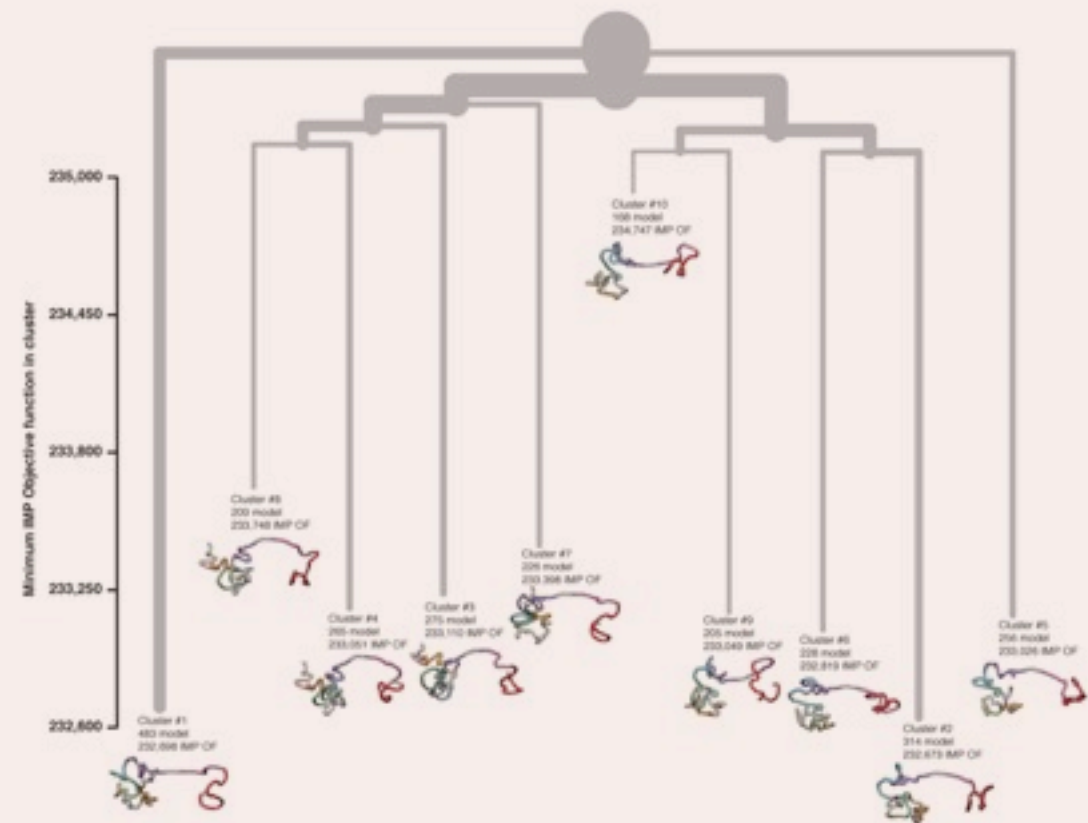 Minimum IMP Objective function in cluster
235,000
234,450
233,800
233,250
232,600
Cluster #10
168 model
234,747 IMP OF
Cluster #8
200 model
233,748 IMP OF
Cluster #7
226 model
233,398 IMP OF
Cluster #4
265 model
233,051 IMP OF
Cluster #3
275 model
233,110 IMP OF
Cluster #9
205 model
233,049 IMP OF
Cluster #6
228 model
232,819 IMP OF
Cluster #5
256 model
233,026 IMP OF
Cluster #1
483 model
IMP OF
Cluster #2
314 model
232,673 IMP OF